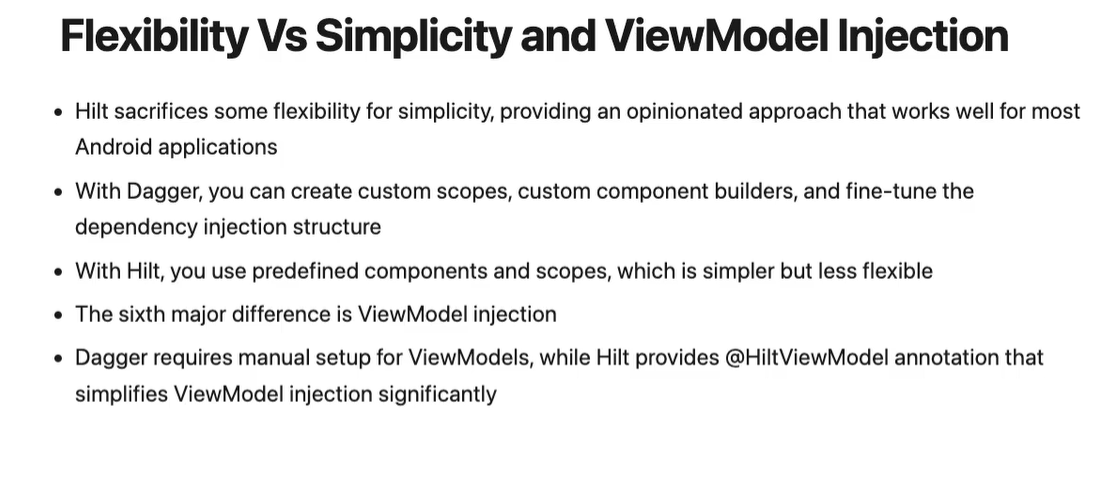 Flexibility Vs Simplicity and ViewModel Injection
• Hilt sacrifices some flexibility for simplicity, providing an opinionated approach that works well for most
Android applications
• With Dagger, you can create custom scopes, custom component builders, and fine-tune the
dependency injection structure
• With Hilt, you use predefined components and scopes, which is simpler but less flexible
• The sixth major difference is ViewModel injection
• Dagger requires manual setup for ViewModels, while Hilt provides @HiltViewModel annotation that
simplifies ViewModel injection significantly